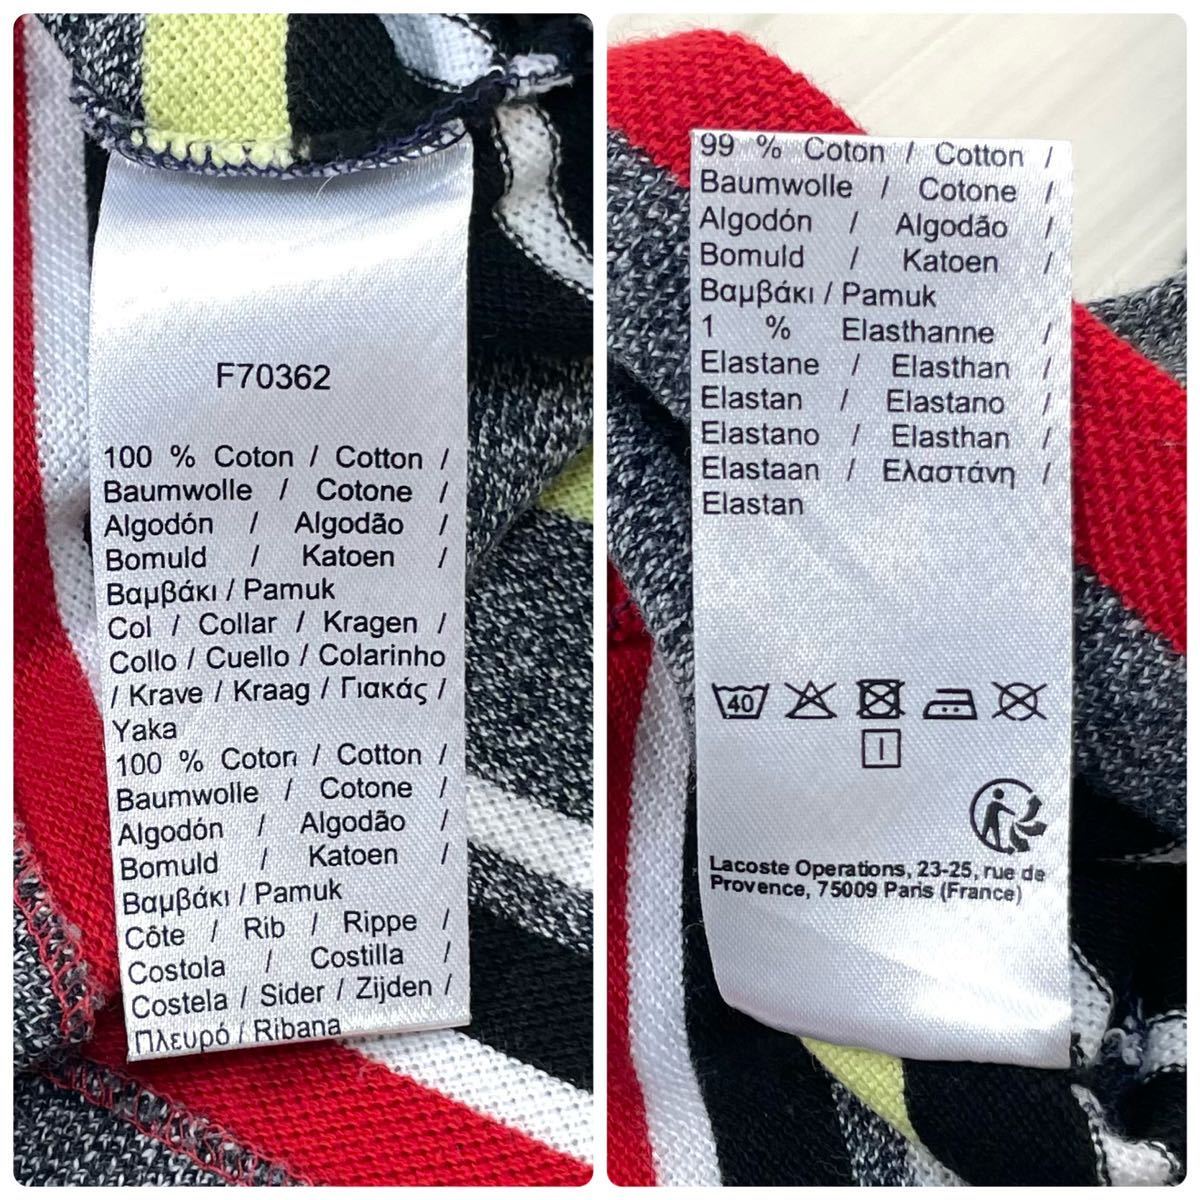 F70362
100 % Coton / Cotton /
Baumwolle / Cotone /
Algodón / Algodão /
Bomuld / Katoen /
Βαμβάκι / Pamuk
Col / Collar / Kragen /
Collo / Cuello / Colarinho
/ Krave / Kraag / Γιακάς /
Yaka
100 % Coton / Cotton /
Baumwolle / Cotone /
Algodón / Algodão /
Bomuld / Katoen /
Βαμβάκι / Pamuk
Côte / Rib / Rippe /
Costola / Costilla /
Costela / Sider / Zijden /
Πλευρό / Ribana
99 % Coton / Cotton /
Baumwolle / Cotone /
Algodón / Algodão /
Bomuld / Katoen /
Βαμβάκι / Pamuk
1 % Elasthanne /
Elastane / Elasthan /
Elastan / Elastano /
Elastano / Elasthan /
Elastaan / Ελαστάνη /
Elastan
40
Lacoste Operations, 23-25, rue de
Provence, 75009 Paris (France)